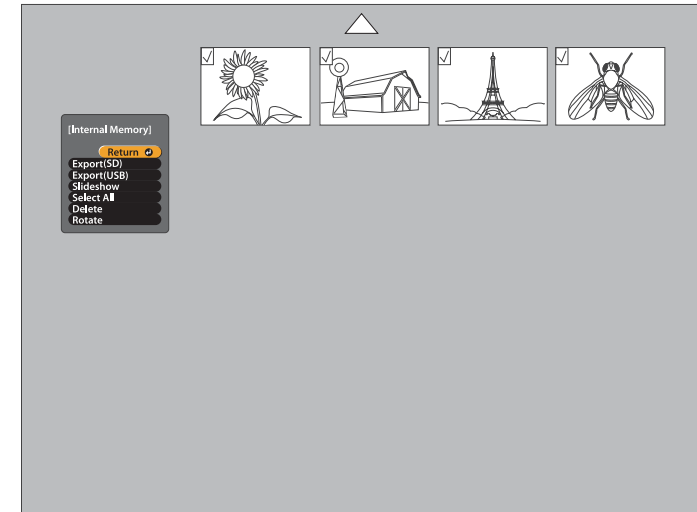 [Internal Memory]
Return
Export(SD)
Export(USB)
Slideshow
Select All
Delete
Rotate